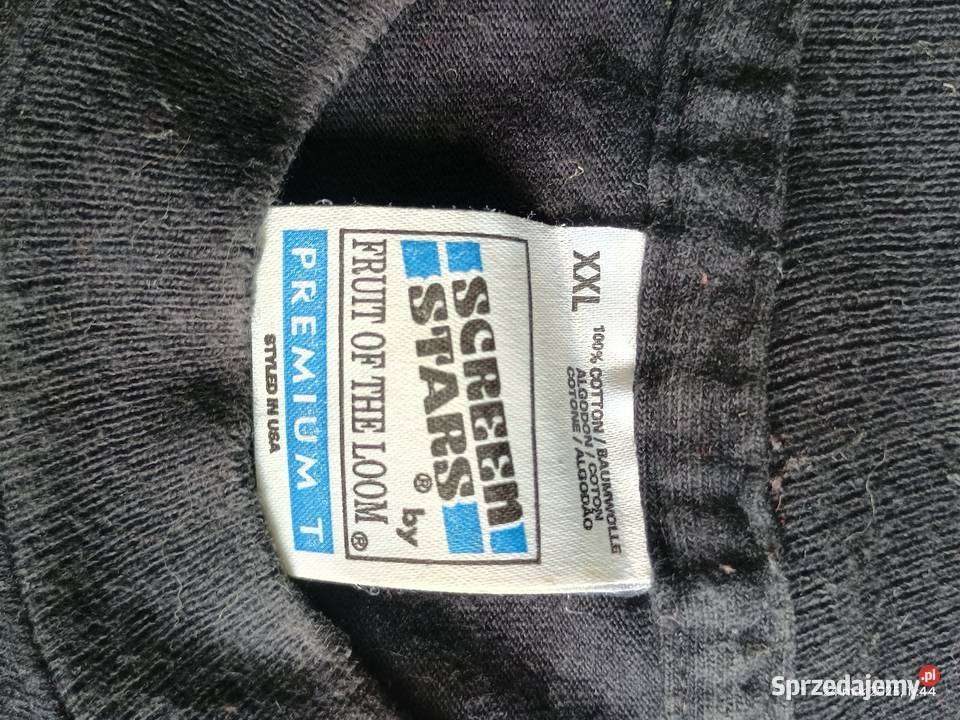 XXL
100% COTTON / BAUMWOLLE
ALGODON / COTON
COTONE / ALGODÃO
SCREEN
STARS® by
FRUIT OF THE LOOM®
PREMIUM T
STYLED IN USA
Sprzedajemy.pl